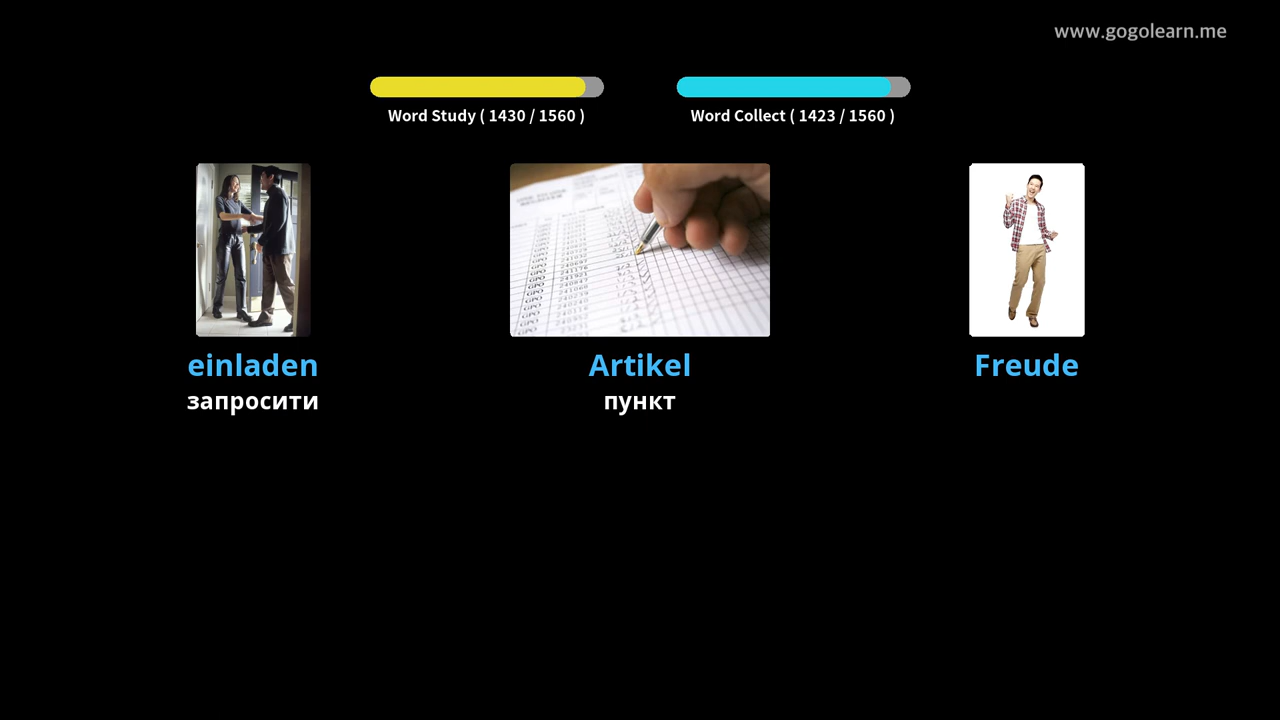 www.gogolearn.me
Word Study ( 1430 / 1560 )
Word Collect ( 1423 / 1560 )
einladen
запросити
Artikel
пункт
Freude